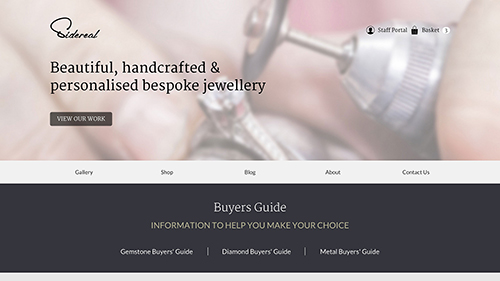 Sidereal
Staff Portal
Basket
Beautiful, handcrafted &
personalised bespoke jewellery
VIEW OUR WORK
Gallery
Shop
Blog
About
Contact Us
Buyers Guide
INFORMATION TO HELP YOU MAKE YOUR CHOICE
Gemstone Buyers' Guide
Diamond Buyers' Guide
Metal Buyers' Guide